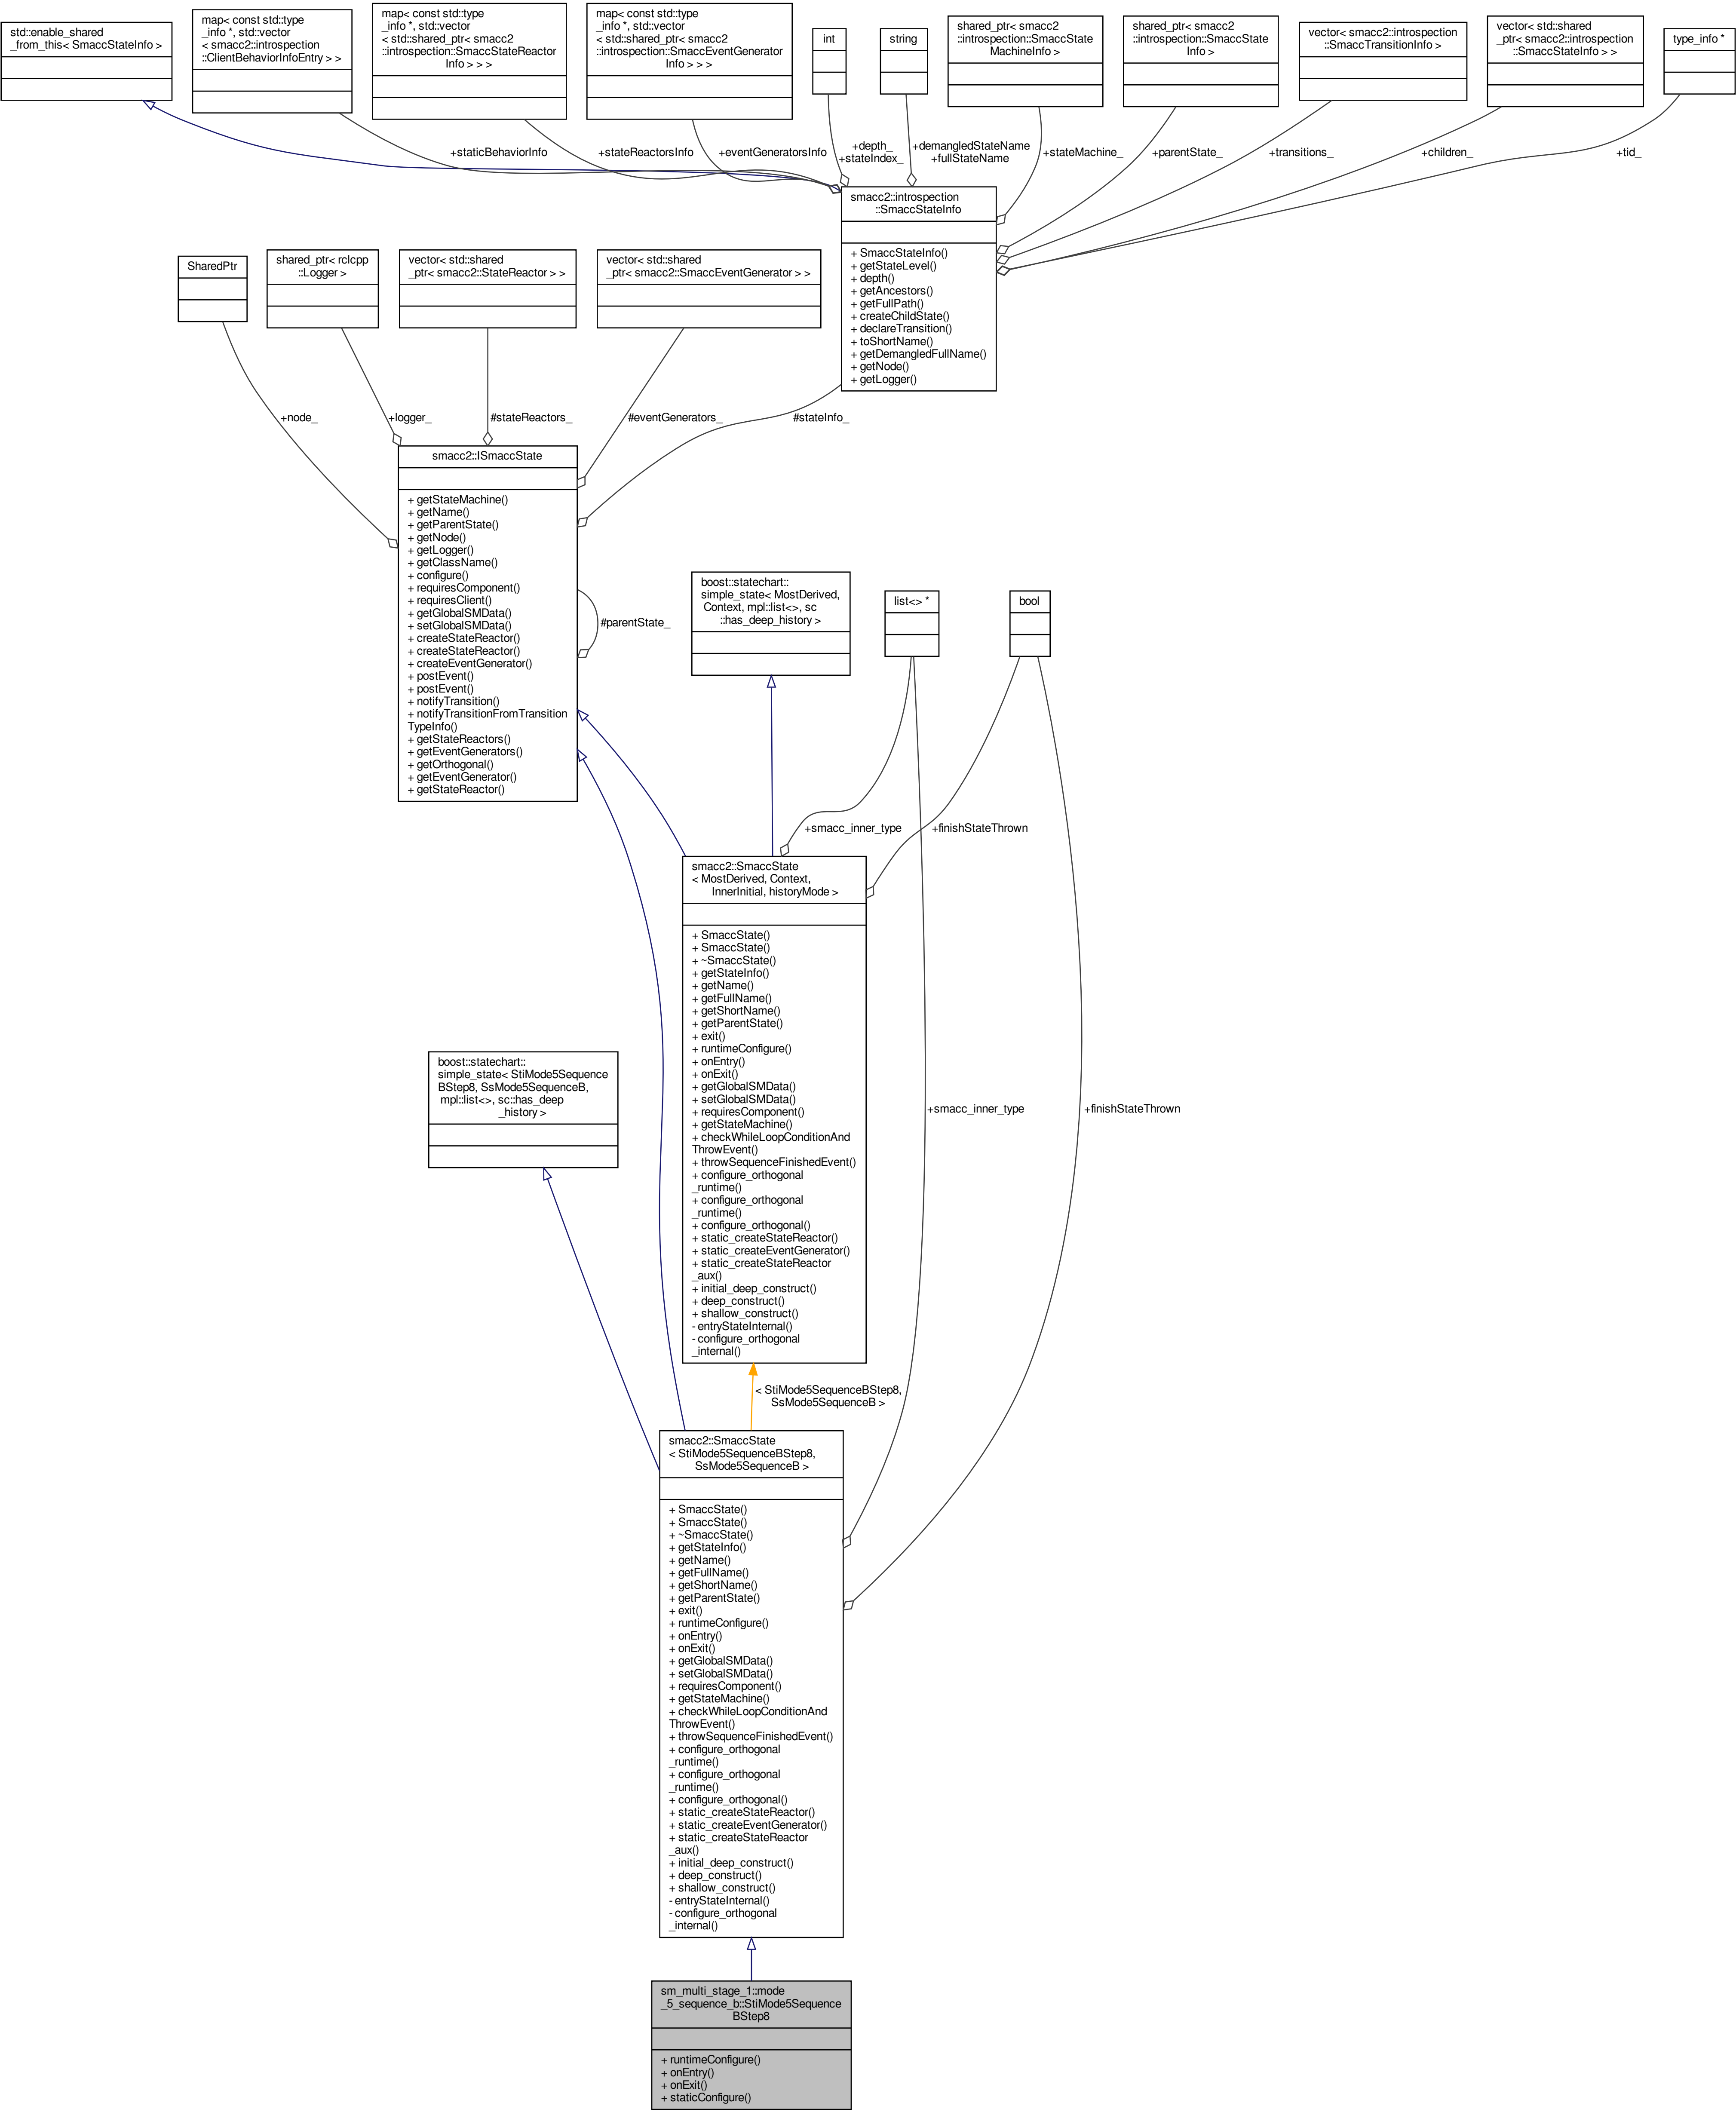 std::enable_shared
_from_this< SmaccStateInfo >
map< const std::type
_info *, std::vector
< smacc2::introspection
::ClientBehaviorInfoEntry > >
map< const std::type
_info *, std::vector
< std::shared_ptr< smacc2
::introspection::SmaccStateReactor
Info > > >
map< const std::type
_info *, std::vector
< std::shared_ptr< smacc2
::introspection::SmaccEventGenerator
Info > > >
int
string
shared_ptr< smacc2
::introspection::SmaccState
MachineInfo >
shared_ptr< smacc2
::introspection::SmaccState
Info >
vector< smacc2::introspection
::SmaccTransitionInfo >
vector< std::shared
_ptr< smacc2::introspection
::SmaccStateInfo > >
type_info *
+staticBehaviorInfo
+stateReactorsInfo
+eventGeneratorsInfo
+depth_
+stateIndex_
+demangledStateName
+fullStateName
+stateMachine_
+parentState_
+transitions_
+children_
+tid_
smacc2::introspection
::SmaccStateInfo
+ SmaccStateInfo()
+ getStateLevel()
+ depth()
+ getAncestors()
+ getFullPath()
+ createChildState()
+ declareTransition()
+ toShortName()
+ getDemangledFullName()
+ getNode()
+ getLogger()
SharedPtr
shared_ptr< rclcpp
::Logger >
vector< std::shared
_ptr< smacc2::StateReactor > >
vector< std::shared
_ptr< smacc2::SmaccEventGenerator > >
+node_
+logger_
#stateReactors_
#eventGenerators_
#stateInfo_
smacc2::ISmaccState
+ getStateMachine()
+ getName()
+ getParentState()
+ getNode()
+ getLogger()
+ getClassName()
+ configure()
+ requiresComponent()
+ requiresClient()
+ getGlobalSMData()
+ setGlobalSMData()
+ createStateReactor()
+ createStateReactor()
+ createEventGenerator()
+ postEvent()
+ postEvent()
+ notifyTransition()
+ notifyTransitionFromTransition
TypeInfo()
+ getStateReactors()
+ getEventGenerators()
+ getOrthogonal()
+ getEventGenerator()
+ getStateReactor()
#parentState_
boost::statechart::
simple_state< MostDerived,
Context, mpl::list<>, sc
::has_deep_history >
list<> *
bool
+smacc_inner_type
+finishStateThrown
smacc2::SmaccState
< MostDerived, Context,
InnerInitial, historyMode >
+ SmaccState()
+ SmaccState()
+ ~SmaccState()
+ getStateInfo()
+ getName()
+ getFullName()
+ getShortName()
+ getParentState()
+ exit()
+ runtimeConfigure()
+ onEntry()
+ onExit()
+ getGlobalSMData()
+ setGlobalSMData()
+ requiresComponent()
+ getStateMachine()
+ checkWhileLoopConditionAnd
ThrowEvent()
+ throwSequenceFinishedEvent()
+ configure_orthogonal
_runtime()
+ configure_orthogonal
_runtime()
+ configure_orthogonal()
+ static_createStateReactor()
+ static_createEventGenerator()
+ static_createStateReactor
_aux()
+ initial_deep_construct()
+ deep_construct()
+ shallow_construct()
- entryStateInternal()
- configure_orthogonal
_internal()
boost::statechart::
simple_state< StiMode5Sequence
BStep8, SsMode5SequenceB,
mpl::list<>, sc::has_deep
_history >
+smacc_inner_type
+finishStateThrown
< StiMode5SequenceBStep8,
SsMode5SequenceB >
smacc2::SmaccState
< StiMode5SequenceBStep8,
SsMode5SequenceB >
+ SmaccState()
+ SmaccState()
+ ~SmaccState()
+ getStateInfo()
+ getName()
+ getFullName()
+ getShortName()
+ getParentState()
+ exit()
+ runtimeConfigure()
+ onEntry()
+ onExit()
+ getGlobalSMData()
+ setGlobalSMData()
+ requiresComponent()
+ getStateMachine()
+ checkWhileLoopConditionAnd
ThrowEvent()
+ throwSequenceFinishedEvent()
+ configure_orthogonal
_runtime()
+ configure_orthogonal
_runtime()
+ configure_orthogonal()
+ static_createStateReactor()
+ static_createEventGenerator()
+ static_createStateReactor
_aux()
+ initial_deep_construct()
+ deep_construct()
+ shallow_construct()
- entryStateInternal()
- configure_orthogonal
_internal()
sm_multi_stage_1::mode
_5_sequence_b::StiMode5Sequence
BStep8
+ runtimeConfigure()
+ onEntry()
+ onExit()
+ staticConfigure()